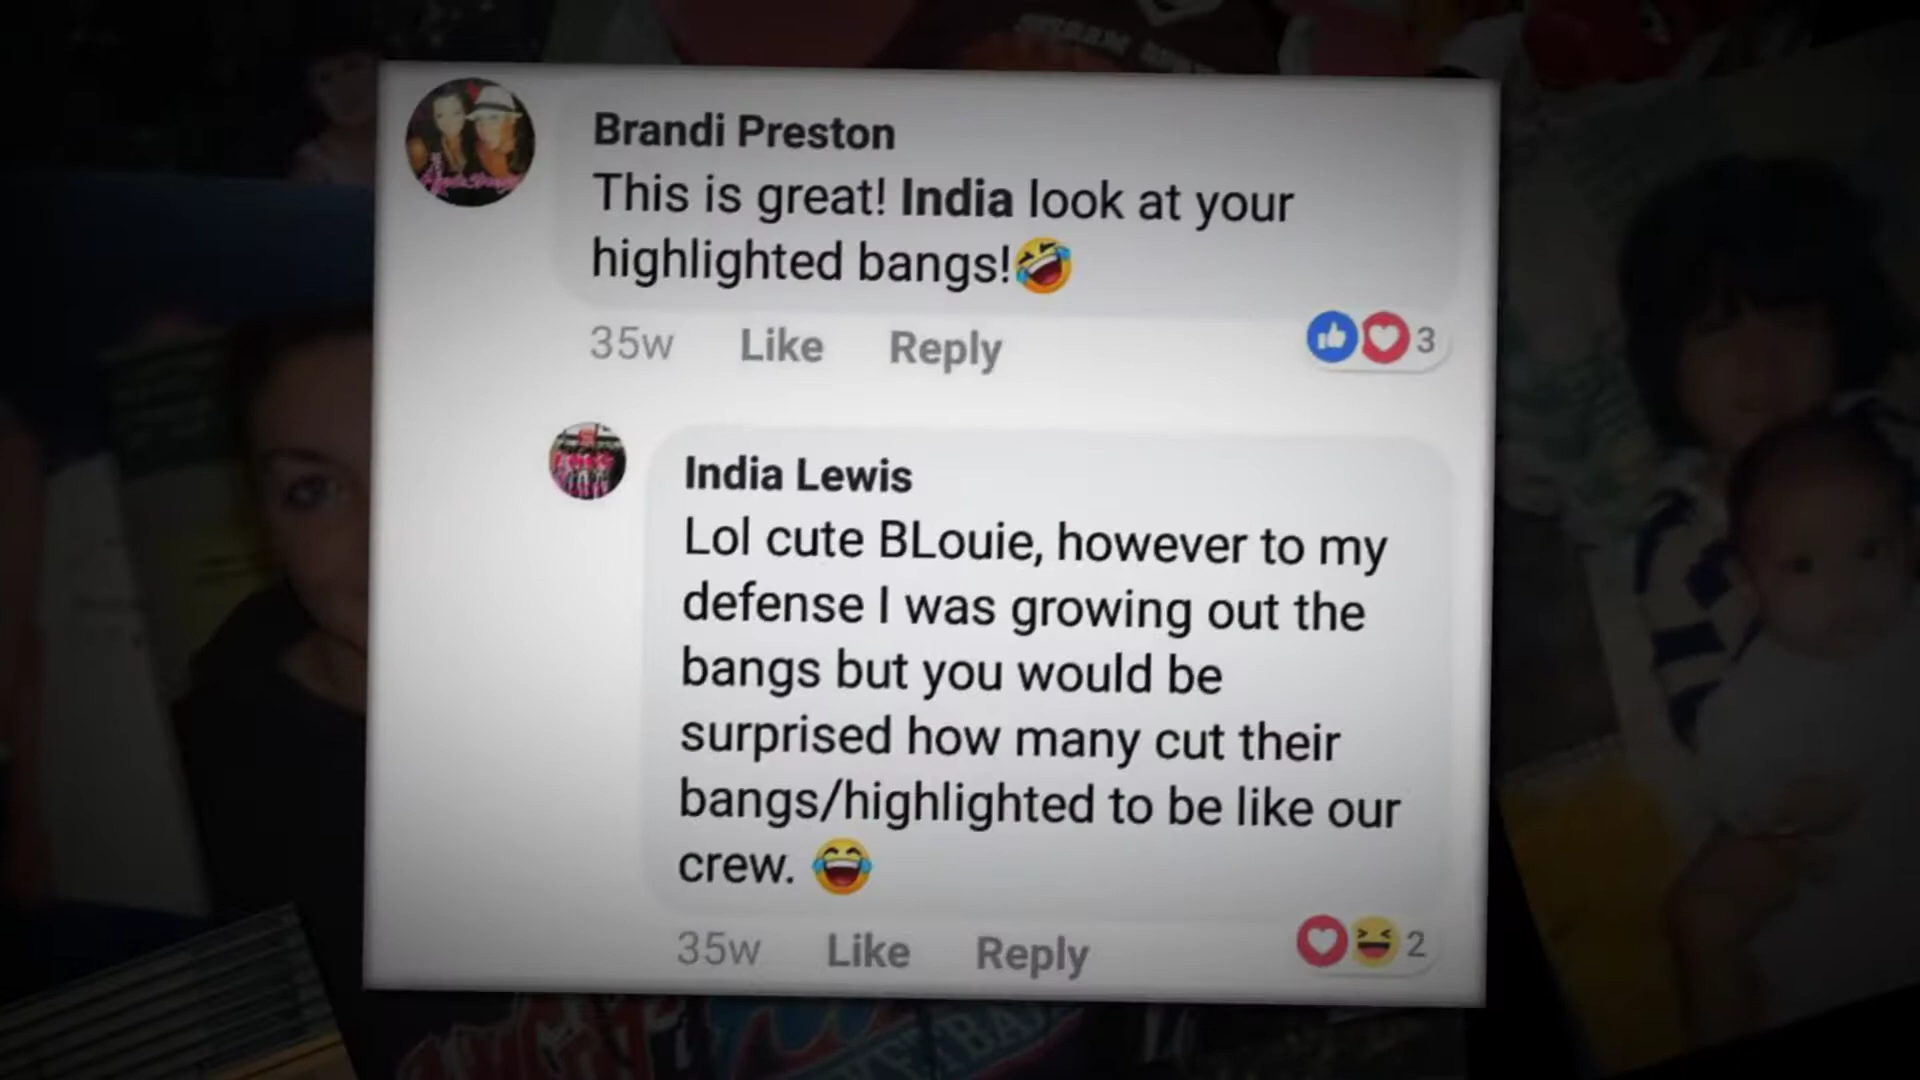 Brandi Preston
This is great! India look at your
highlighted bangs!🤣
35w Like Reply 3
India Lewis
Lol cute BLouie, however to my
defense I was growing out the
bangs but you would be
surprised how many cut their
bangs/highlighted to be like our
crew. 😂
35w Like Reply 2